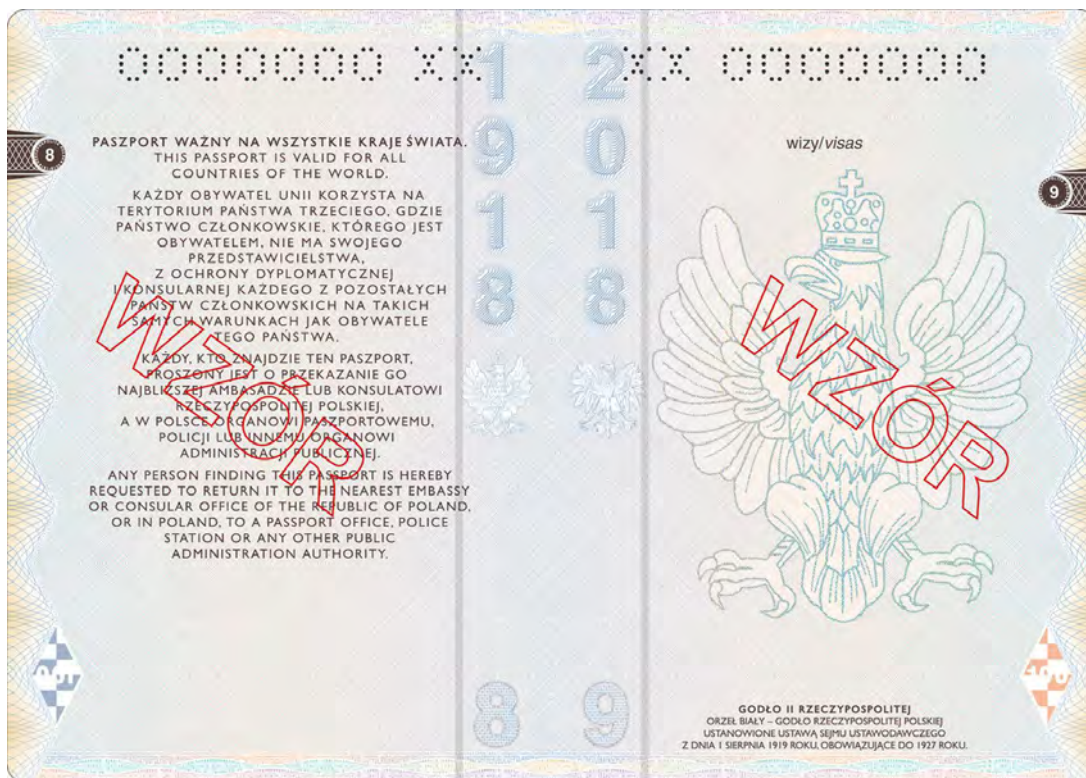 0000000 XX
XX 0000000
8
PASZPORT WAŻNY NA WSZYSTKIE KRAJE ŚWIATA.
THIS PASSPORT IS VALID FOR ALL
COUNTRIES OF THE WORLD.
KAŻDY OBYWATEL UNII KORZYSTA NA
TERYTORIUM PAŃSTWA TRZECIEGO, GDZIE
PAŃSTWO CZŁONKOWSKIE, KTÓREGO JEST
OBYWATELEM, NIE MA SWOJEGO
PRZEDSTAWICIELSTWA,
Z OCHRONY DYPLOMATYCZNEJ
I KONSULARNEJ KAŻDEGO Z POZOSTAŁYCH
PAŃSTW CZŁONKOWSKICH NA TAKICH
SAMYCH WARUNKACH JAK OBYWATELE
TEGO PAŃSTWA.
KAŻDY, KTO ZNAJDZIE TEN PASZPORT,
PROSZONY JEST O PRZEKAZANIE GO
NAJBLIŻSZEJ AMBASADZIE LUB KONSULATOWI
RZECZYPOSPOLITEJ POLSKIEJ,
A W POLSCE ORGANOWI PASZPORTOWEMU,
POLICJI LUB INNEMU ORGANOWI
ADMINISTRACJI PUBLICZNEJ.
ANY PERSON FINDING THIS PASSPORT IS HEREBY
REQUESTED TO RETURN IT TO THE NEAREST EMBASSY
OR CONSULAR OFFICE OF THE REPUBLIC OF POLAND,
OR IN POLAND, TO A PASSPORT OFFICE, POLICE
STATION OR ANY OTHER PUBLIC
ADMINISTRATION AUTHORITY.
WZÓR
1918
2018
8
9
wizy/visas
9
WZÓR
GODŁO II RZECZYPOSPOLITEJ
ORZEŁ BIAŁY – GODŁO RZECZYPOSPOLITEJ POLSKIEJ
USTANOWIONE USTAWĄ SEJMU USTAWODAWCZEGO
Z DNIA 1 SIERPNIA 1919 ROKU, OBOWIĄZUJĄCE DO 1927 ROKU.